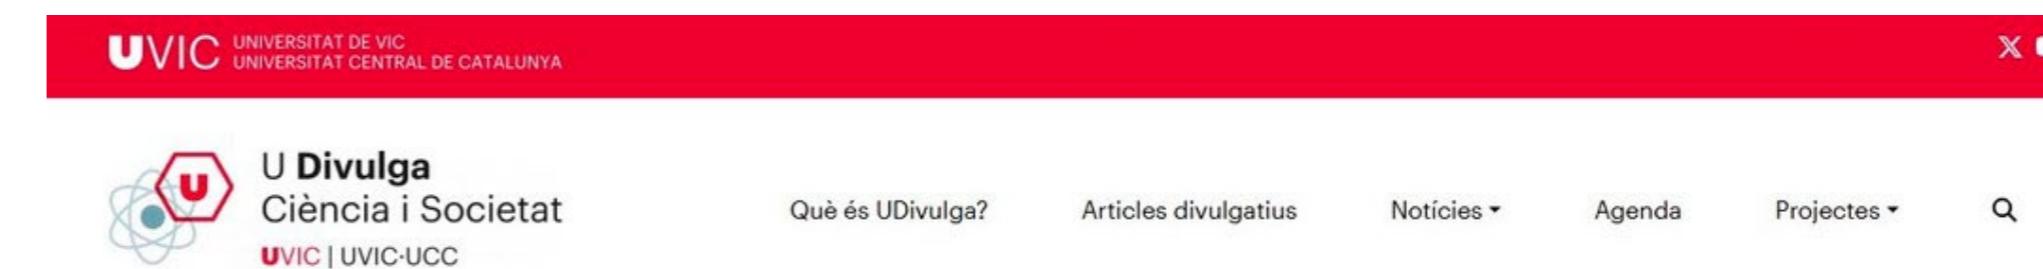 UVIC UNIVERSITAT DE VIC
UNIVERSITAT CENTRAL DE CATALUNYA
X
U
U Divulga
Ciència i Societat
UVIC | UVIC·UCC
Què és UDivulga?
Articles divulgatius
Notícies
Agenda
Projectes